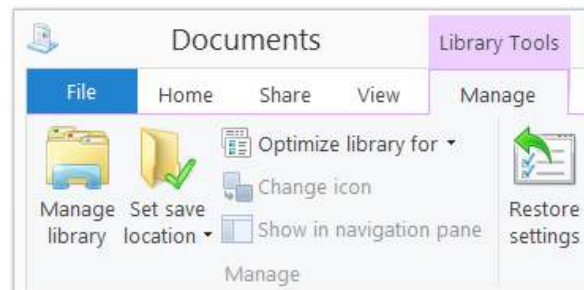 Documents
Library Tools
File
Home
Share
View
Manage
Manage
library
Set save
location
Optimize library for
Change icon
Show in navigation pane
Restore
settings
Manage